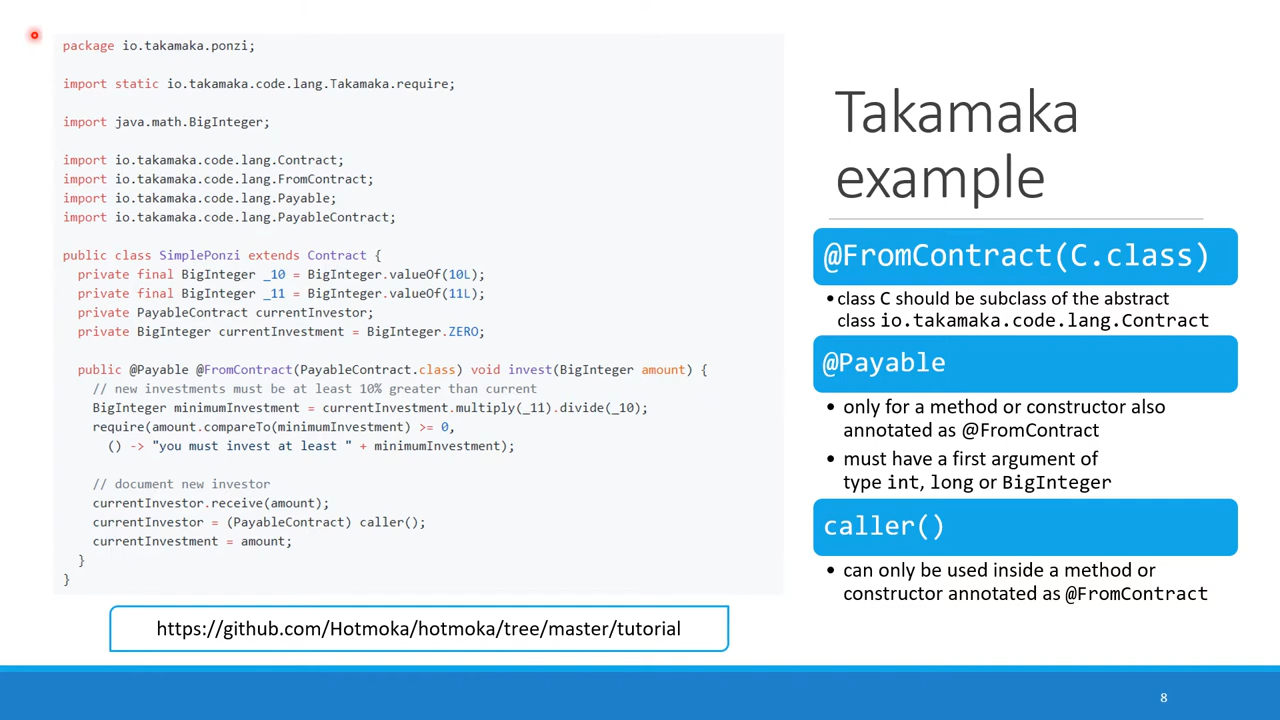 package io.takamaka.ponzi;
import static io.takamaka.code.lang.Takamaka.require;
import java.math.BigInteger;
import io.takamaka.code.lang.Contract;
import io.takamaka.code.lang.FromContract;
import io.takamaka.code.lang.Payable;
import io.takamaka.code.lang.PayableContract;
public class SimplePonzi extends Contract {
private final BigInteger _10 = BigInteger.valueOf(10L);
private final BigInteger _11 = BigInteger.valueOf(11L);
private PayableContract currentInvestor;
private BigInteger currentInvestment = BigInteger.ZERO;
public @Payable @FromContract(PayableContract.class) void invest(BigInteger amount) {
// new investments must be at least 10% greater than current
BigInteger minimumInvestment = currentInvestment.multiply(_11).divide(_10);
require(amount.compareTo(minimumInvestment) >= 0,
() -> "you must invest at least " + minimumInvestment);
// document new investor
currentInvestor.receive(amount);
currentInvestor = (PayableContract) caller();
currentInvestment = amount;
}
}
https://github.com/Hotmoka/hotmoka/tree/master/tutorial
Takamaka
example
@FromContract(C.class)
•class C should be subclass of the abstract
class io.takamaka.code.lang.Contract
@Payable
• only for a method or constructor also
annotated as @FromContract
• must have a first argument of
type int, long or BigInteger
caller()
• can only be used inside a method or
constructor annotated as @FromContract
8